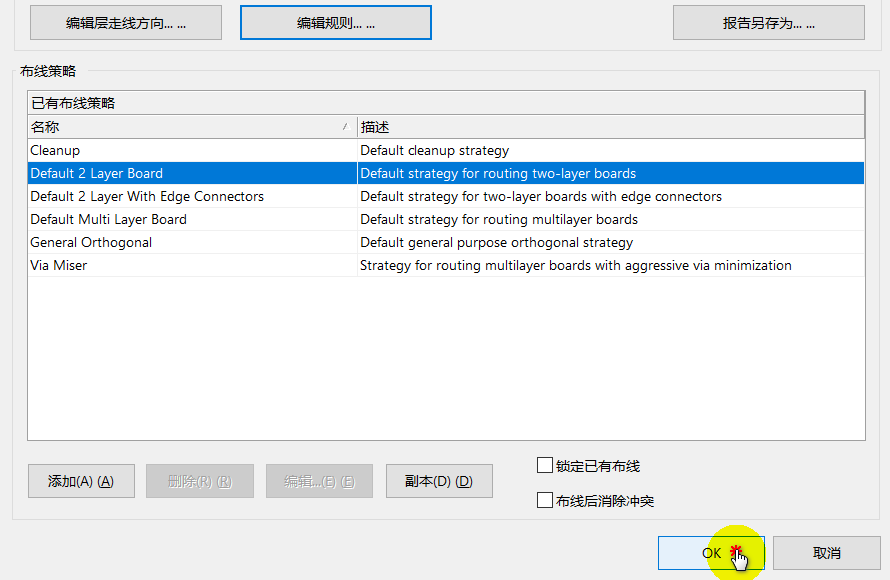 编辑层走线方向... ... 编辑规则... ... 报告另存为... ...
布线策略
已有布线策略
名称 描述
Cleanup Default cleanup strategy
Default 2 Layer Board Default strategy for routing two-layer boards
Default 2 Layer With Edge Connectors Default strategy for two-layer boards with edge connectors
Default Multi Layer Board Default strategy for routing multilayer boards
General Orthogonal Default general purpose orthogonal strategy
Via Miser Strategy for routing multilayer boards with aggressive via minimization
锁定已有布线
添加(A) (A) 删除(R) (R) 编辑...(E) (E) 副本(D) (D)
布线后消除冲突
OK 取消